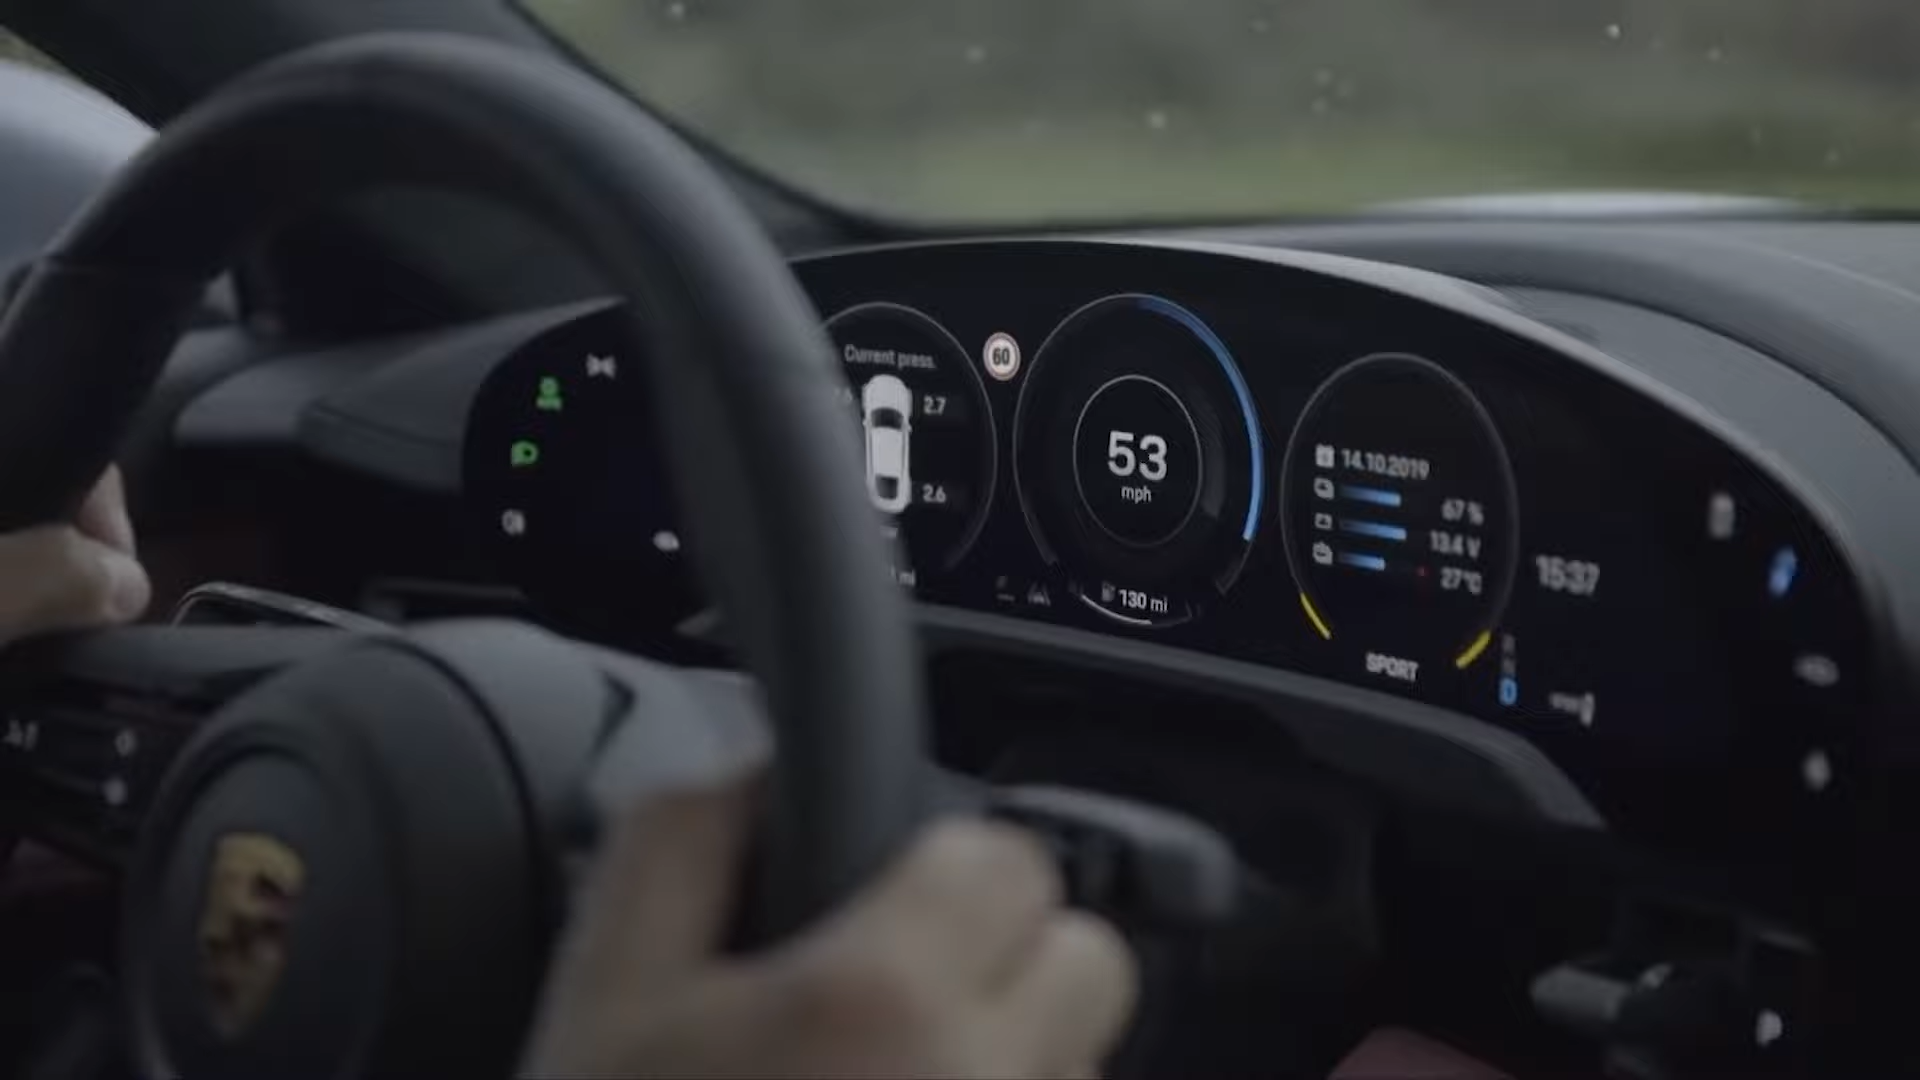 Current press.
2.7
2.6
mi
60
53
mph
130 mi
14.10.2019
67 %
13.4 V
27°C
15:37
SPORT
R
N
D
P